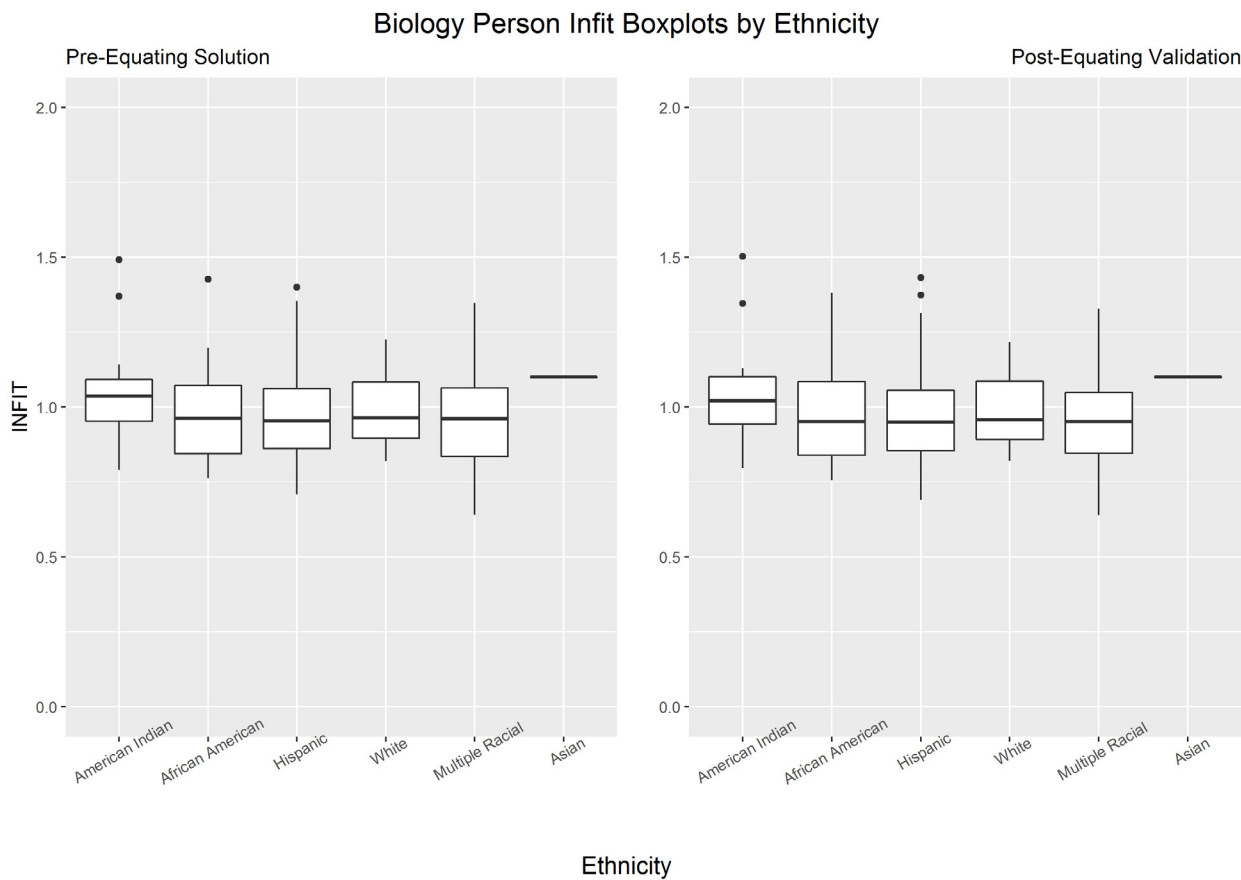 Biology Person Infit Boxplots by Ethnicity
Pre-Equating Solution
Post-Equating Validation
INFIT
2.0
1.5
1.0
0.5
0.0
American Indian
African American
Hispanic
White
Multiple Racial
Asian
2.0
1.5
1.0
0.5
0.0
American Indian
African American
Hispanic
White
Multiple Racial
Asian
Ethnicity